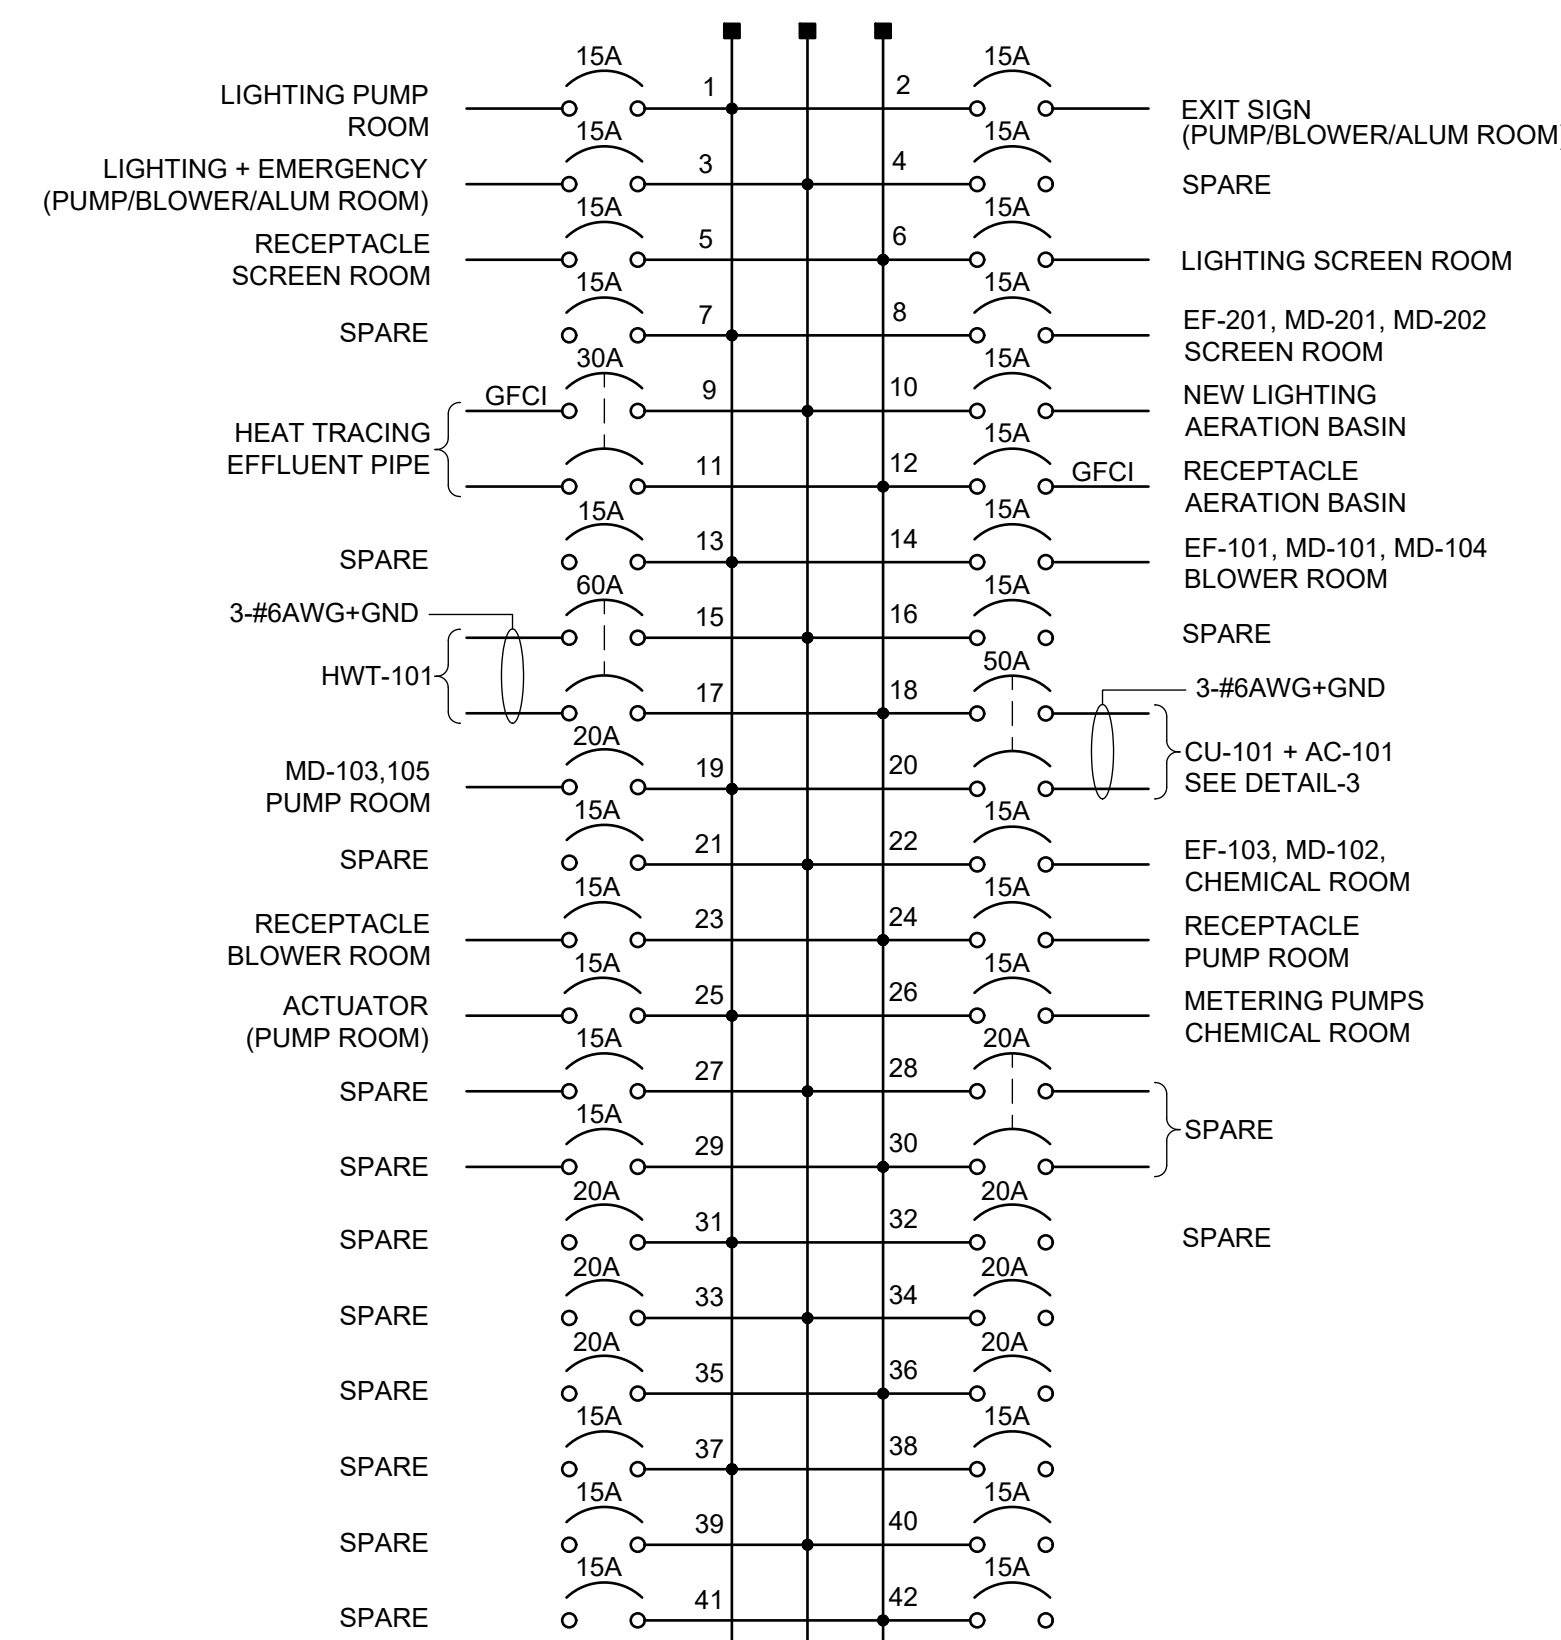 15A 15A
LIGHTING PUMP
ROOM
1 2
EXIT SIGN
(PUMP/BLOWER/ALUM ROOM)
15A 15A
LIGHTING + EMERGENCY
(PUMP/BLOWER/ALUM ROOM)
3 4
SPARE
15A 15A
RECEPTACLE
SCREEN ROOM
5 6
LIGHTING SCREEN ROOM
15A 15A
SPARE
7 8
EF-201, MD-201, MD-202
SCREEN ROOM
30A 15A
GFCI
9 10
NEW LIGHTING
AERATION BASIN
HEAT TRACING
EFFLUENT PIPE
15A
11 12
GFCI
RECEPTACLE
AERATION BASIN
15A 15A
SPARE
13 14
EF-101, MD-101, MD-104
BLOWER ROOM
60A 15A
3-#6AWG+GND
15 16
SPARE
HWT-101
50A
17 18
3-#6AWG+GND
20A
MD-103,105
PUMP ROOM
19 20
CU-101 + AC-101
SEE DETAIL-3
15A 15A
SPARE
21 22
EF-103, MD-102,
CHEMICAL ROOM
15A 15A
RECEPTACLE
BLOWER ROOM
23 24
RECEPTACLE
PUMP ROOM
15A 15A
ACTUATOR
(PUMP ROOM)
25 26
METERING PUMPS
CHEMICAL ROOM
15A 20A
SPARE
27 28
SPARE
15A
SPARE
29 30
20A 20A
SPARE
31 32
SPARE
20A 20A
SPARE
33 34
20A 20A
SPARE
35 36
15A 15A
SPARE
37 38
15A 15A
SPARE
39 40
15A 15A
SPARE
41 42